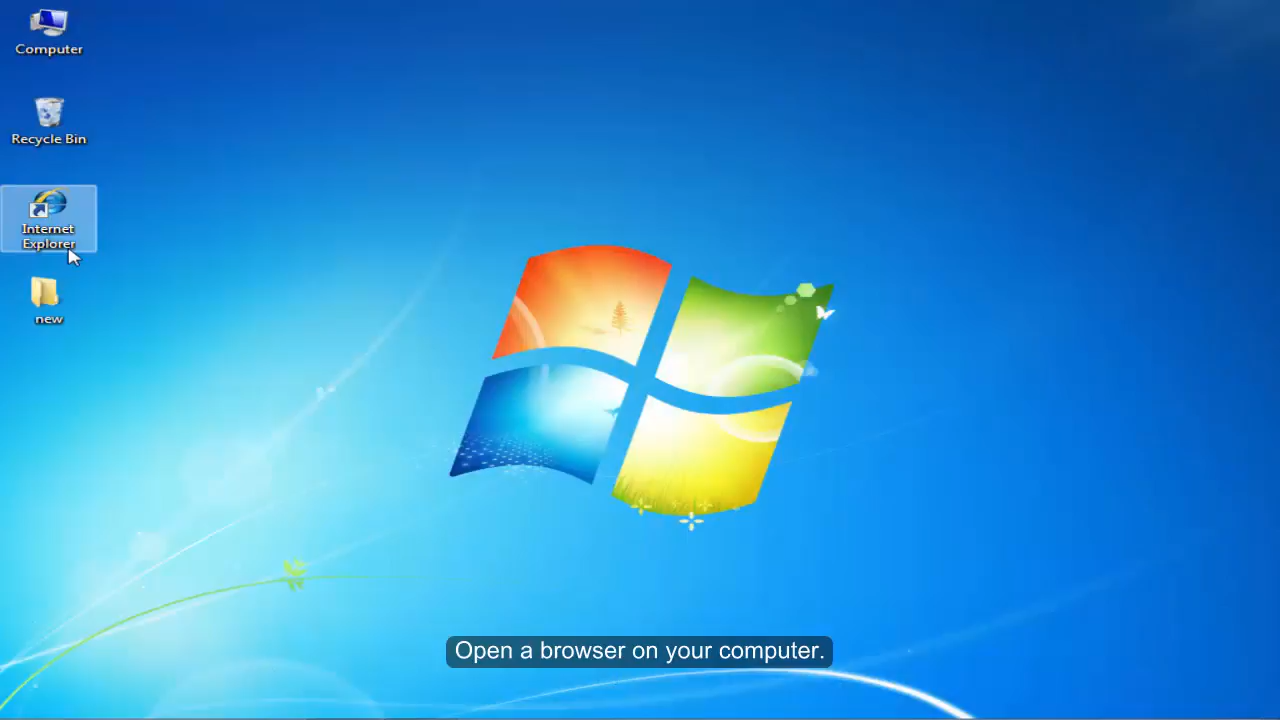 Computer
Recycle Bin
Internet
Explorer
new
Open a browser on your computer.